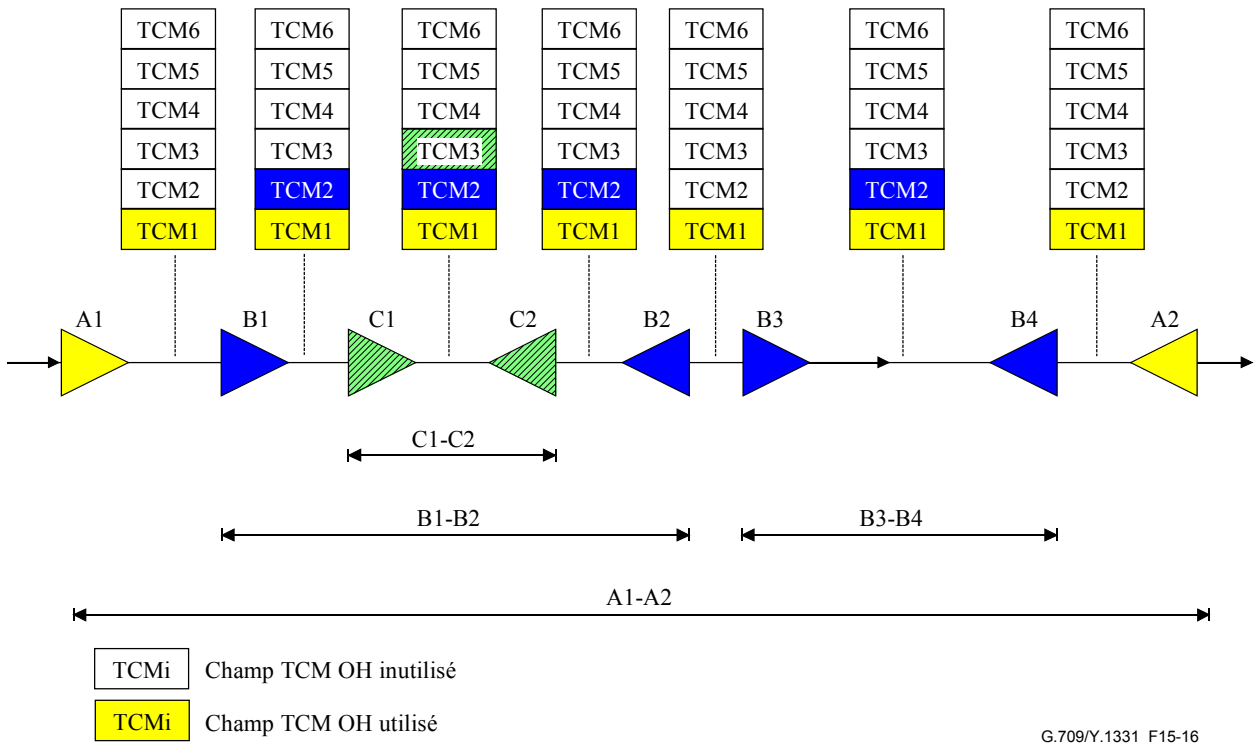 TCM6 TCM6 TCM6 TCM6 TCM6 TCM6 TCM6
TCM5 TCM5 TCM5 TCM5 TCM5 TCM5 TCM5
TCM4 TCM4 TCM4 TCM4 TCM4 TCM4 TCM4
TCM3 TCM3 TCM3 TCM3 TCM3 TCM3 TCM3
TCM2 TCM2 TCM2 TCM2 TCM2 TCM2 TCM2
TCM1 TCM1 TCM1 TCM1 TCM1 TCM1 TCM1
A1 B1 C1 C2 B2 B3 B4 A2
C1-C2
B1-B2 B3-B4
A1-A2
TCMi Champ TCM OH inutilisé
TCMi Champ TCM OH utilisé
G.709/Y.1331_F15-16